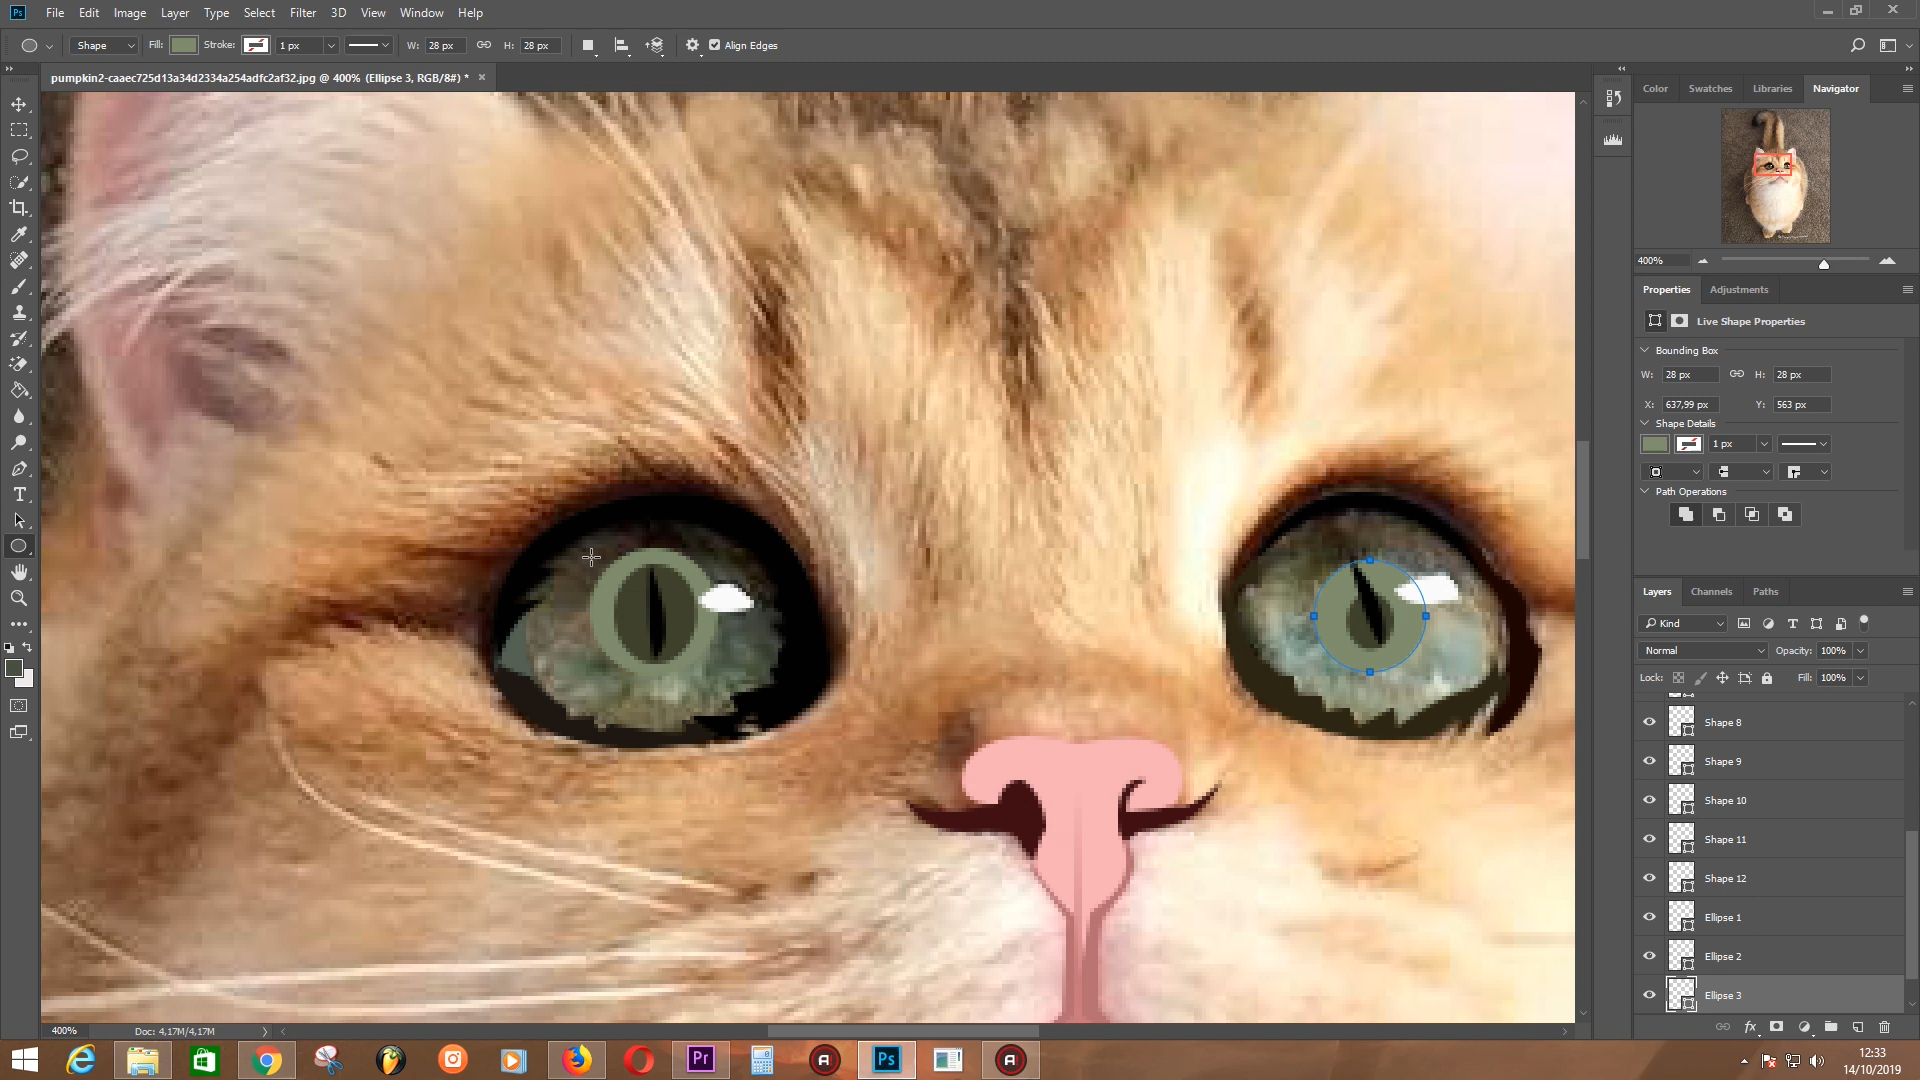 Ps File Edit Image Layer Type Select Filter 3D View Window Help
Shape Fill: Stroke: 1 px W: 28 px H: 28 px Align Edges
pumpkin2-caaec725d13a34d2334a254adfc2af32.jpg @ 400% (Ellipse 3, RGB/8#) *
Color Swatches Libraries Navigator
400%
Properties Adjustments
Live Shape Properties
Bounding Box
W: 28 px H: 28 px
X: 637,99 px Y: 563 px
Shape Details
1 px
Path Operations
Layers Channels Paths
Kind
Normal Opacity: 100%
Lock: Fill: 100%
Shape 8
Shape 9
Shape 10
Shape 11
Shape 12
Ellipse 1
Ellipse 2
Ellipse 3
fx
400% Doc: 4,17M/4,17M
Pr Ps
12:33
14/10/2019